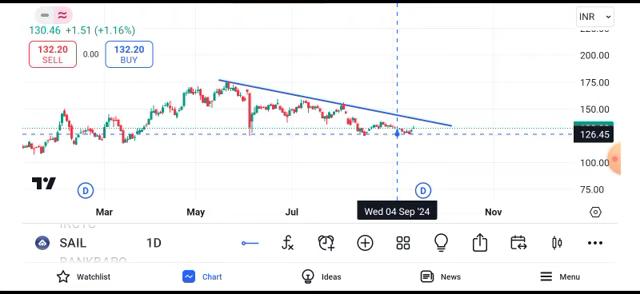 INR
130.46 +1.51 (+1.16%)
132.20
SELL
0.00
132.20
BUY
200.00
175.00
150.00
126.45
100.00
75.00
D
D
Mar
May
Jul
Wed 04 Sep '24
Nov
SAIL
1D
Watchlist
Chart
Ideas
News
Menu